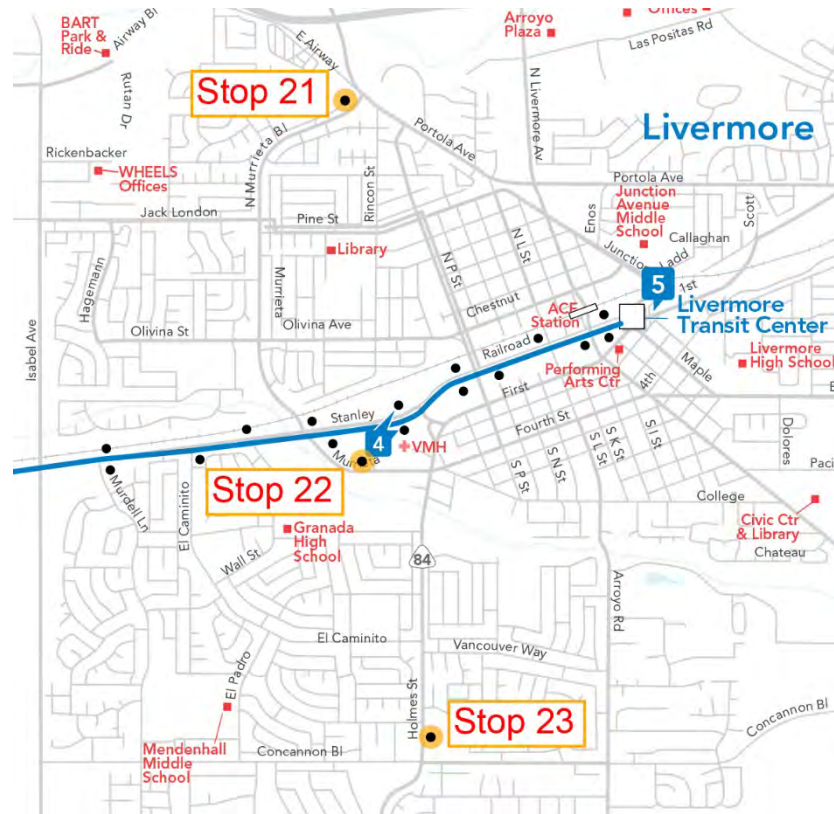 BART
Park &
Ride
Airway Bl
E Airway
Arroyo
Plaza
Offices
Las Positas Rd
Stop 21
Rutan Dr
N Livermore Av
Livermore
Portola Ave
Rickenbacker
WHEELS
Offices
N Murrieta Bl
Rincon St
Portola Ave
Junction
Avenue
Middle
School
Enos
Scott
Jack London
Pine St
Library
N L St
N P St
Callaghan
Junction
Ladd
Hagemann
Murrieta
Chestnut
ACE
Station
5
1st
Livermore
Transit Center
Isabel Ave
Olivina St
Olivina Ave
Railroad
Performing
Arts Ctr
Maple
Livermore
High School
First
4th
E
Stanley
4
VMH
Fourth St
S I St
S K St
S L St
S N St
S P St
Dolores
Murrieta
Stop 22
Murdell Ln
El Caminito
Paci
College
Civic Ctr
& Library
Chateau
Granada
High
School
Wall St
84
Arroyo Rd
El Caminito
Vancouver Way
El Padro
Holmes St
Stop 23
Mendenhall
Middle
School
Concannon Bl
Concannon Bl